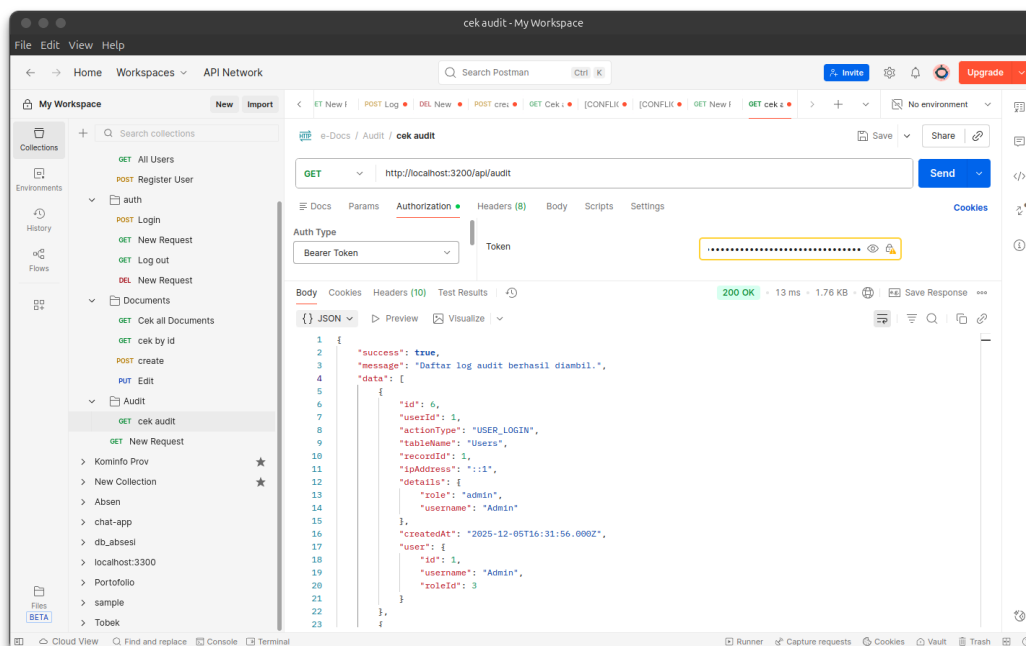 cek audit - My Workspace
File Edit View Help
Home Workspaces API Network
Search Postman Ctrl K
Invite
Upgrade
My Workspace New Import
ET New POST Log DEL New POST crea GET Cek [CONFLIC [CONFLIC GET New GET cek a
No environment
Collections
Environments
History
Flows
Files
BETA
Search collections
GET All Users
POST Register User
auth
POST Login
GET New Request
GET Log out
DEL New Request
Documents
GET Cek all Documents
GET cek by id
POST create
PUT Edit
Audit
GET cek audit
GET New Request
Kominfo Prov
New Collection
Absen
chat-app
db_absesi
localhost:3300
Portofolio
sample
Tobek
HTTP e-Docs / Audit / cek audit
Save Share
GET http://localhost:3200/api/audit Send
Docs Params Authorization Headers (8) Body Scripts Settings Cookies
Auth Type
Bearer Token
Token
Body Cookies Headers (10) Test Results 200 OK • 13 ms • 1.76 KB • Save Response
{} JSON Preview Visualize
1 {
2 "success": true,
3 "message": "Daftar log audit berhasil diambil.",
4 "data": [
5 {
6 "id": 6,
7 "userId": 1,
8 "actionType": "USER_LOGIN",
9 "tableName": "Users",
10 "recordId": 1,
11 "ipAddress": "::1",
12 "details": {
13 "role": "admin",
14 "username": "Admin"
15 },
16 "createdAt": "2025-12-05T16:31:56.000Z",
17 "user": {
18 "id": 1,
19 "username": "Admin",
20 "roleId": 3
21 }
22 },
23 {
Cloud View Find and replace Console Terminal
Runner Capture requests Cookies Vault Trash